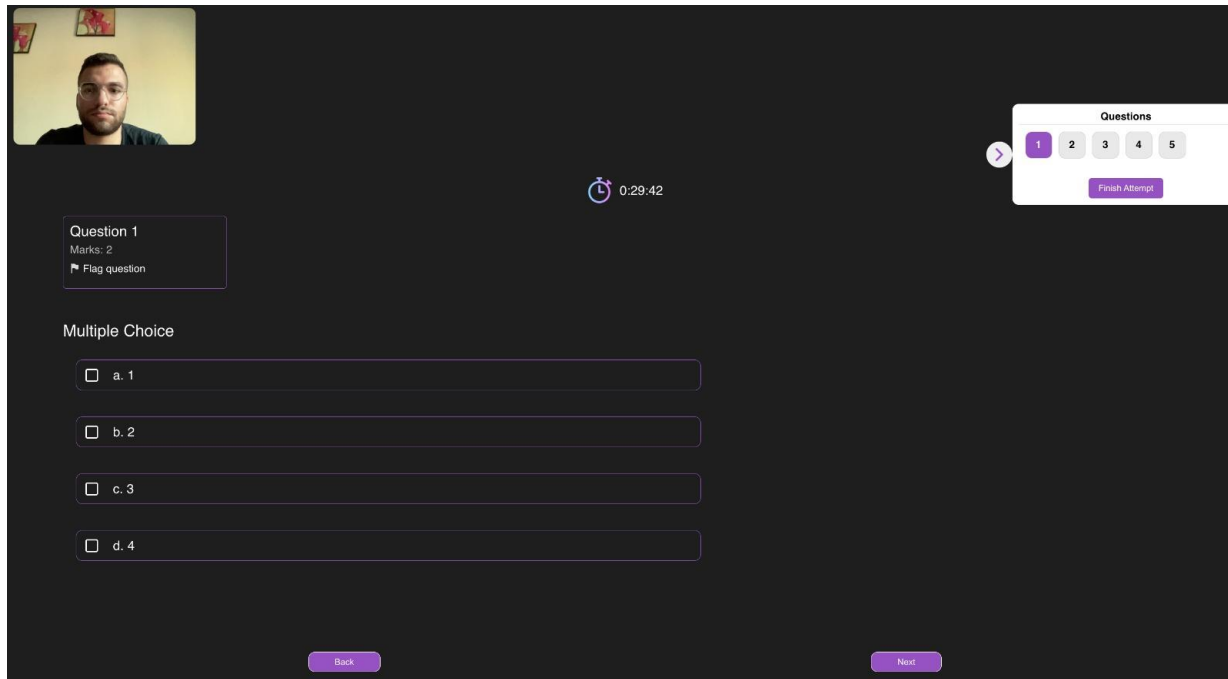 Questions
1 2 3 4 5
Finish Attempt
0:29:42
Question 1
Marks: 2
Flag question
Multiple Choice
a. 1
b. 2
c. 3
d. 4
Back Next